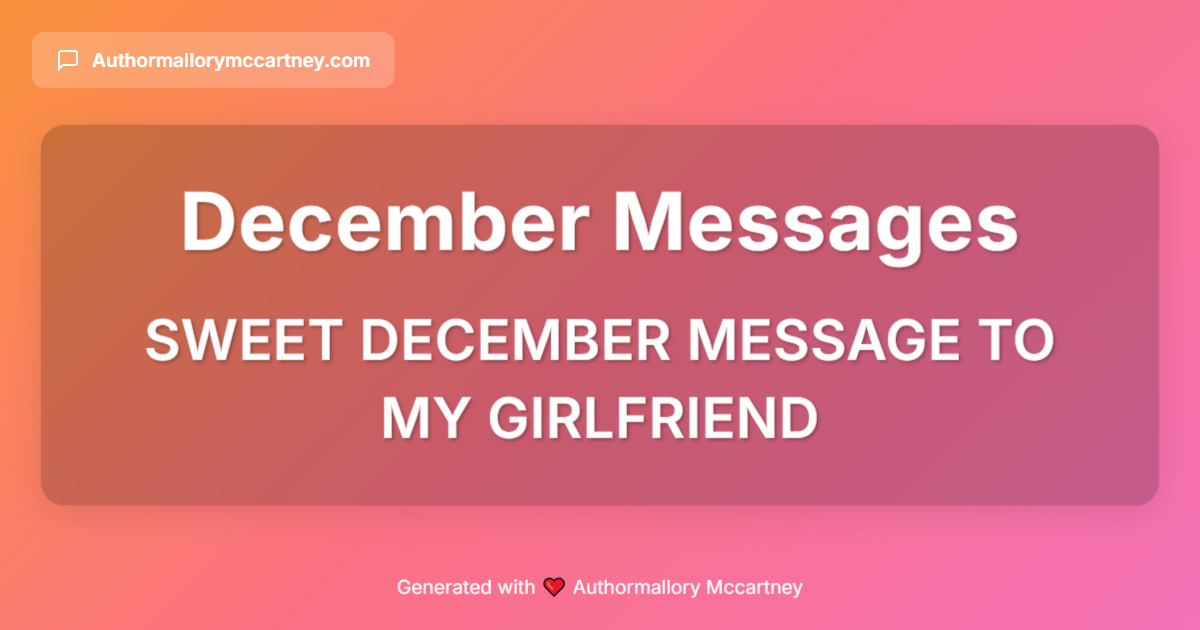 Authormallorymccartney.com
December Messages
SWEET DECEMBER MESSAGE TO
MY GIRLFRIEND
Generated with ❤️ Authormallory Mccartney